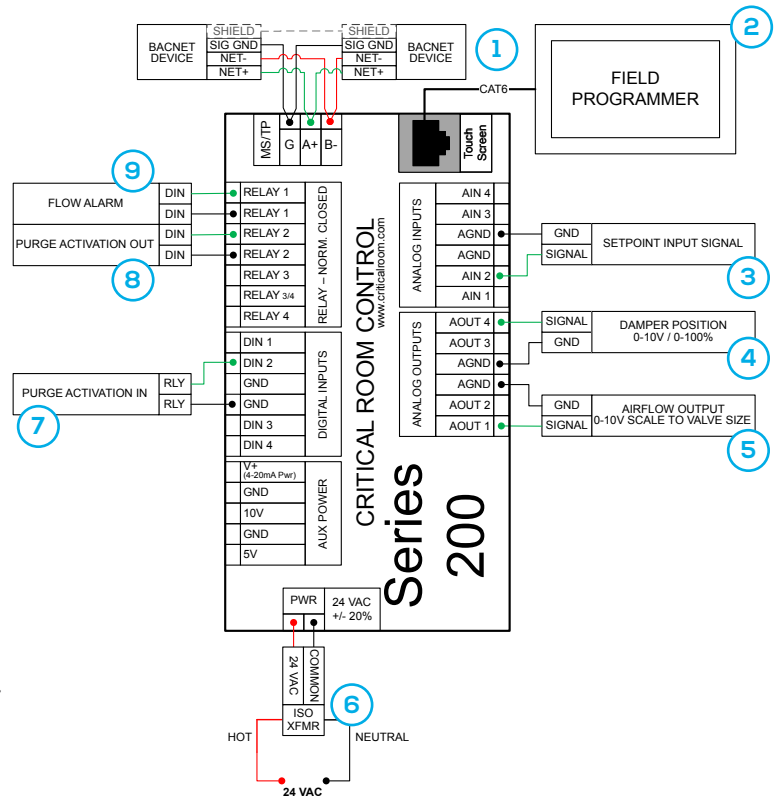 SHIELD
SIG GND
NET-
NET+
BACNET
DEVICE
SHIELD
SIG GND
NET-
NET+
BACNET
DEVICE
1
2
FIELD
PROGRAMMER
CAT6
MS/TP
G
A+
B-
Touch
Screen
9
FLOW ALARM
DIN
DIN
PURGE ACTIVATION OUT
DIN
DIN
8
RELAY 1
RELAY 1
RELAY 2
RELAY 2
RELAY 3
RELAY 3/4
RELAY 4
RELAY – NORM. CLOSED
PURGE ACTIVATION IN
RLY
RLY
7
DIN 1
DIN 2
GND
GND
DIN 3
DIN 4
DIGITAL INPUTS
V+
(4-20mA Pwr)
GND
10V
GND
5V
AUX POWER
CRITICAL ROOM CONTROL
www.criticalroom.com
Series
200
ANALOG INPUTS
AIN 4
AIN 3
AGND
AGND
AIN 2
AIN 1
GND
SIGNAL
SETPOINT INPUT SIGNAL
3
ANALOG OUTPUTS
AOUT 4
AOUT 3
AGND
AGND
AOUT 2
AOUT 1
SIGNAL
GND
DAMPER POSITION
0-10V / 0-100%
4
GND
SIGNAL
AIRFLOW OUTPUT
0-10V SCALE TO VALVE SIZE
5
PWR
24 VAC
+/- 20%
24 VAC
COMMON
ISO
XFMR
6
HOT
NEUTRAL
24 VAC